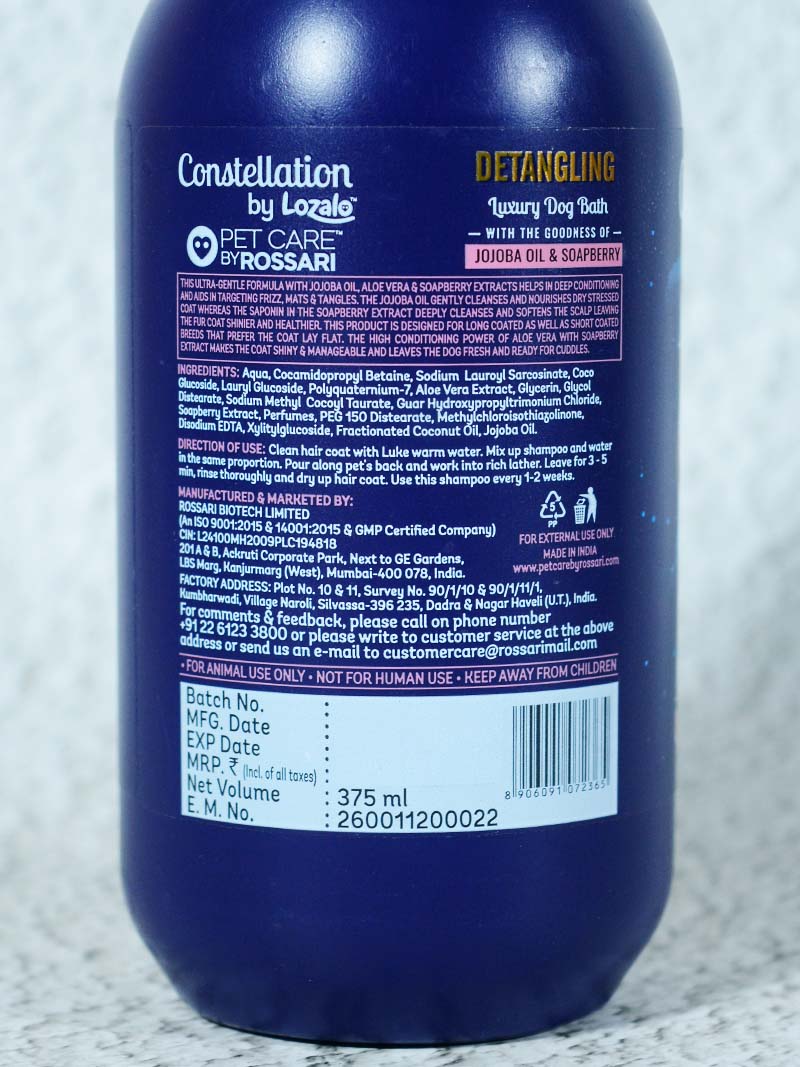 Constellation
by Lozalo™
PET CARE™
BY ROSSARI
DETANGLING
Luxury Dog Bath
— WITH THE GOODNESS OF —
JOJOBA OIL & SOAPBERRY
THIS ULTRA-GENTLE FORMULA WITH JOJOBA OIL, ALOE VERA & SOAPBERRY EXTRACTS HELPS IN DEEP CONDITIONING
AND AIDS IN TARGETING FRIZZ, MATS & TANGLES. THE JOJOBA OIL GENTLY CLEANSES AND NOURISHES DRY STRESSED
COAT WHEREAS THE SAPONIN IN THE SOAPBERRY EXTRACT DEEPLY CLEANSES AND SOFTENS THE SCALP LEAVING
THE FUR COAT SHINIER AND HEALTHIER. THIS PRODUCT IS DESIGNED FOR LONG COATED AS WELL AS SHORT COATED
BREEDS THAT PREFER THE COAT LAY FLAT. THE HIGH CONDITIONING POWER OF ALOE VERA WITH SOAPBERRY
EXTRACT MAKES THE COAT SHINY & MANAGEABLE AND LEAVES THE DOG FRESH AND READY FOR CUDDLES.
INGREDIENTS: Aqua, Cocamidopropyl Betaine, Sodium Lauroyl Sarcosinate, Coco
Glucoside, Lauryl Glucoside, Polyquaternium-7, Aloe Vera Extract, Glycerin, Glycol
Distearate, Sodium Methyl Cocoyl Taurate, Guar Hydroxypropyltrimonium Chloride,
Soapberry Extract, Perfumes, PEG 150 Distearate, Methylchloroisothiazolinone,
Disodium EDTA, Xylitylglucoside, Fractionated Coconut Oil, Jojoba Oil.
DIRECTION OF USE: Clean hair coat with Luke warm water. Mix up shampoo and water
in the same proportion. Pour along pet's back and work into rich lather. Leave for 3 - 5
min, rinse thoroughly and dry up hair coat. Use this shampoo every 1-2 weeks.
MANUFACTURED & MARKETED BY:
ROSSARI BIOTECH LIMITED
(An ISO 9001:2015 & 14001:2015 & GMP Certified Company)
CIN: L24100MH2009PLC194818
201 A & B, Ackruti Corporate Park, Next to GE Gardens,
LBS Marg, Kanjurmarg (West), Mumbai-400 078, India.
5
PP
FOR EXTERNAL USE ONLY
MADE IN INDIA
www.petcarebyrossari.com
FACTORY ADDRESS: Plot No. 10 & 11, Survey No. 90/1/10 & 90/1/11/1,
Kumbharwadi, Village Naroli, Silvassa-396 235, Dadra & Nagar Haveli (U.T.), India.
For comments & feedback, please call on phone number
+91 22 6123 3800 or please write to customer service at the above
address or send us an e-mail to customercare@rossarimail.com
• FOR ANIMAL USE ONLY • NOT FOR HUMAN USE • KEEP AWAY FROM CHILDREN
Batch No. :
MFG. Date :
EXP Date :
MRP. ₹ (Incl. of all taxes) :
Net Volume : 375 ml
E. M. No. : 260011200022
8 906091 072365